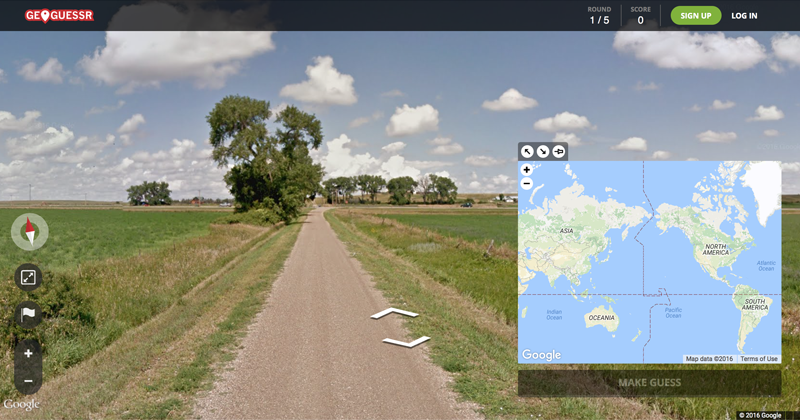 GEOGUESSR
ROUND
1 / 5
SCORE
0
SIGN UP
LOG IN
ASIA
NORTH
AMERICA
Atlantic
Ocean
SOUTH
AMERICA
Indian
Ocean
OCEANIA
Pacific
Ocean
Google
Map data ©2016
Terms of Use
MAKE GUESS
Google
© 2016 Google